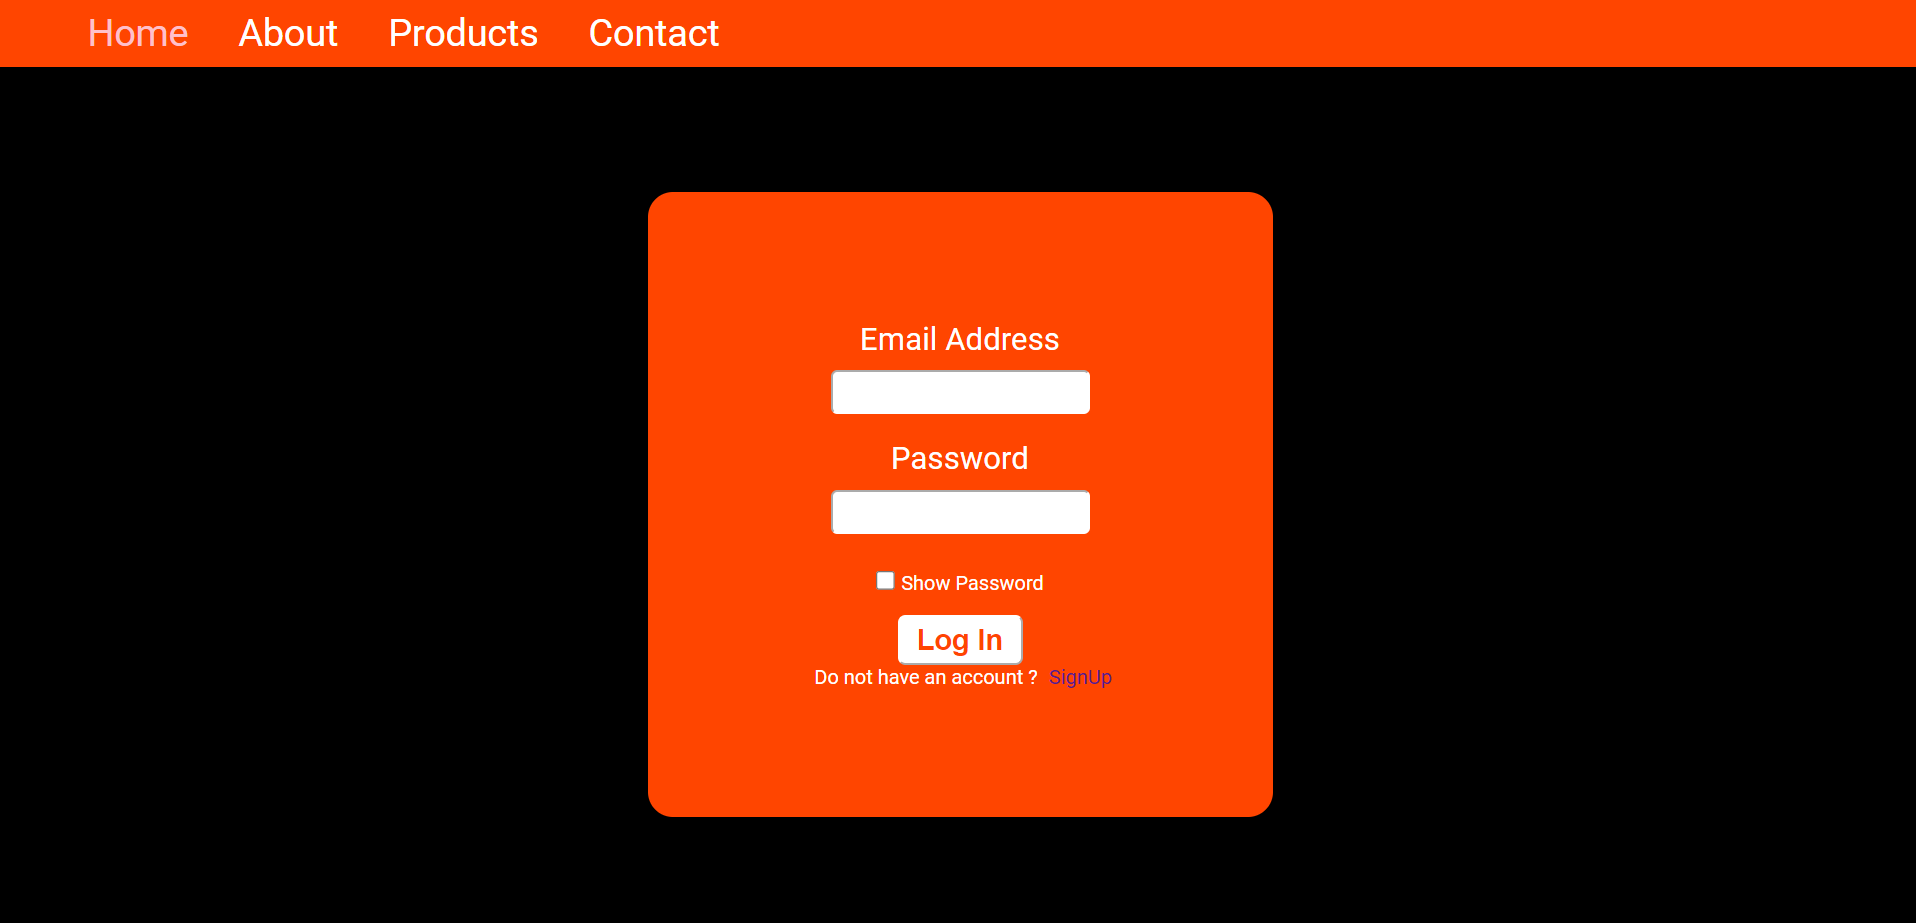 Home About Products Contact
Email Address
Password
Show Password
Log In
Do not have an account ? SignUp